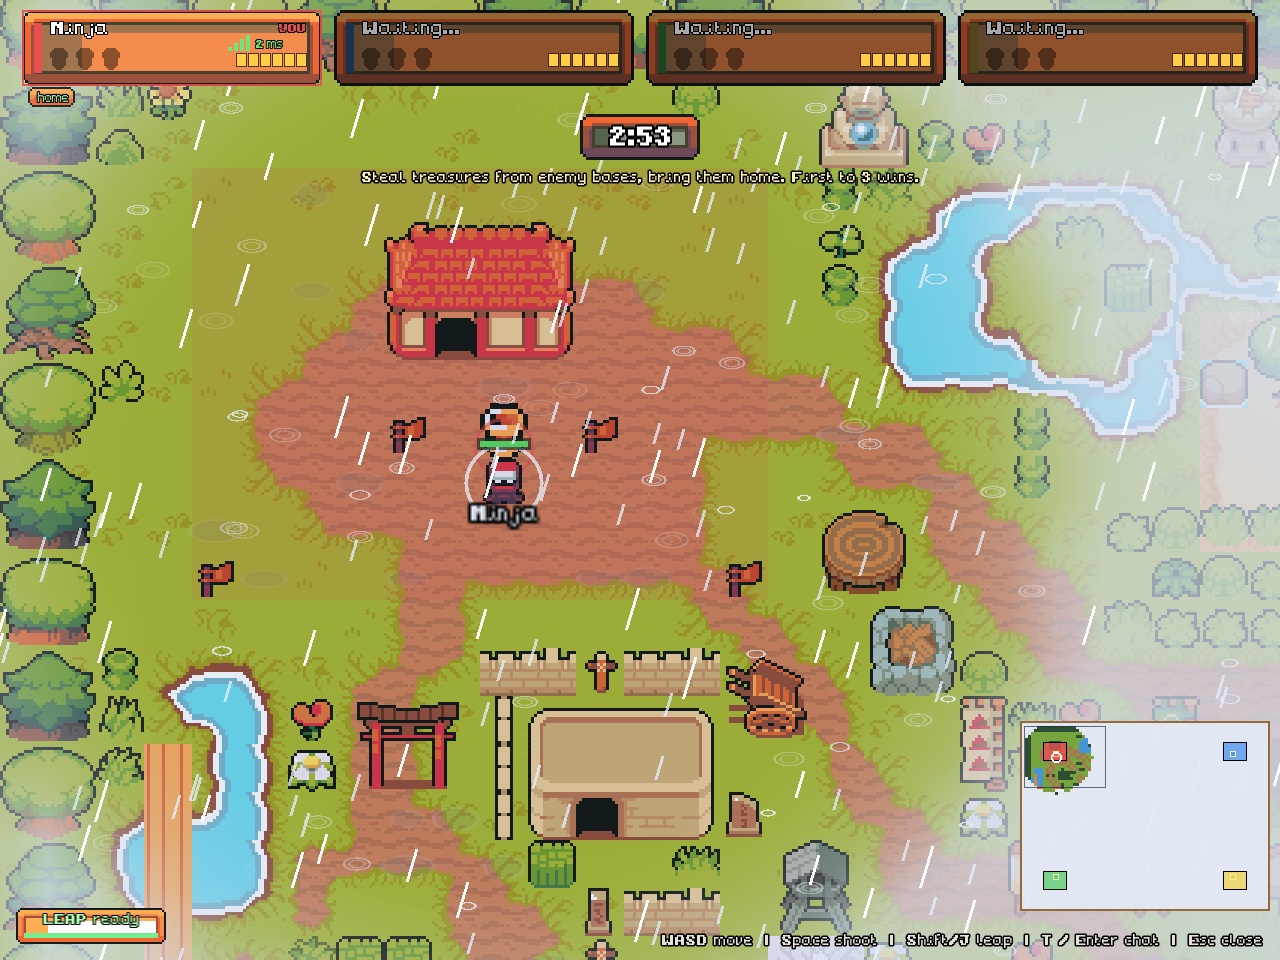 Ninja YOU
2 ms
home
Waiting...
Waiting...
Waiting...
2:53
Steal treasures from enemy bases, bring them home. First to 3 wins.
Ninja
LEAP ready
WASD move | Space shoot | Shift/J leap | T / Enter chat | Esc close